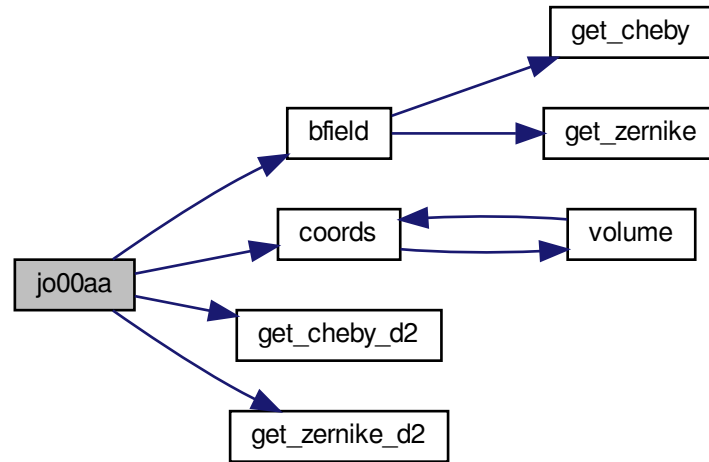 get_cheby
bfield
get_zernike
coords
volume
jo00aa
get_cheby_d2
get_zernike_d2